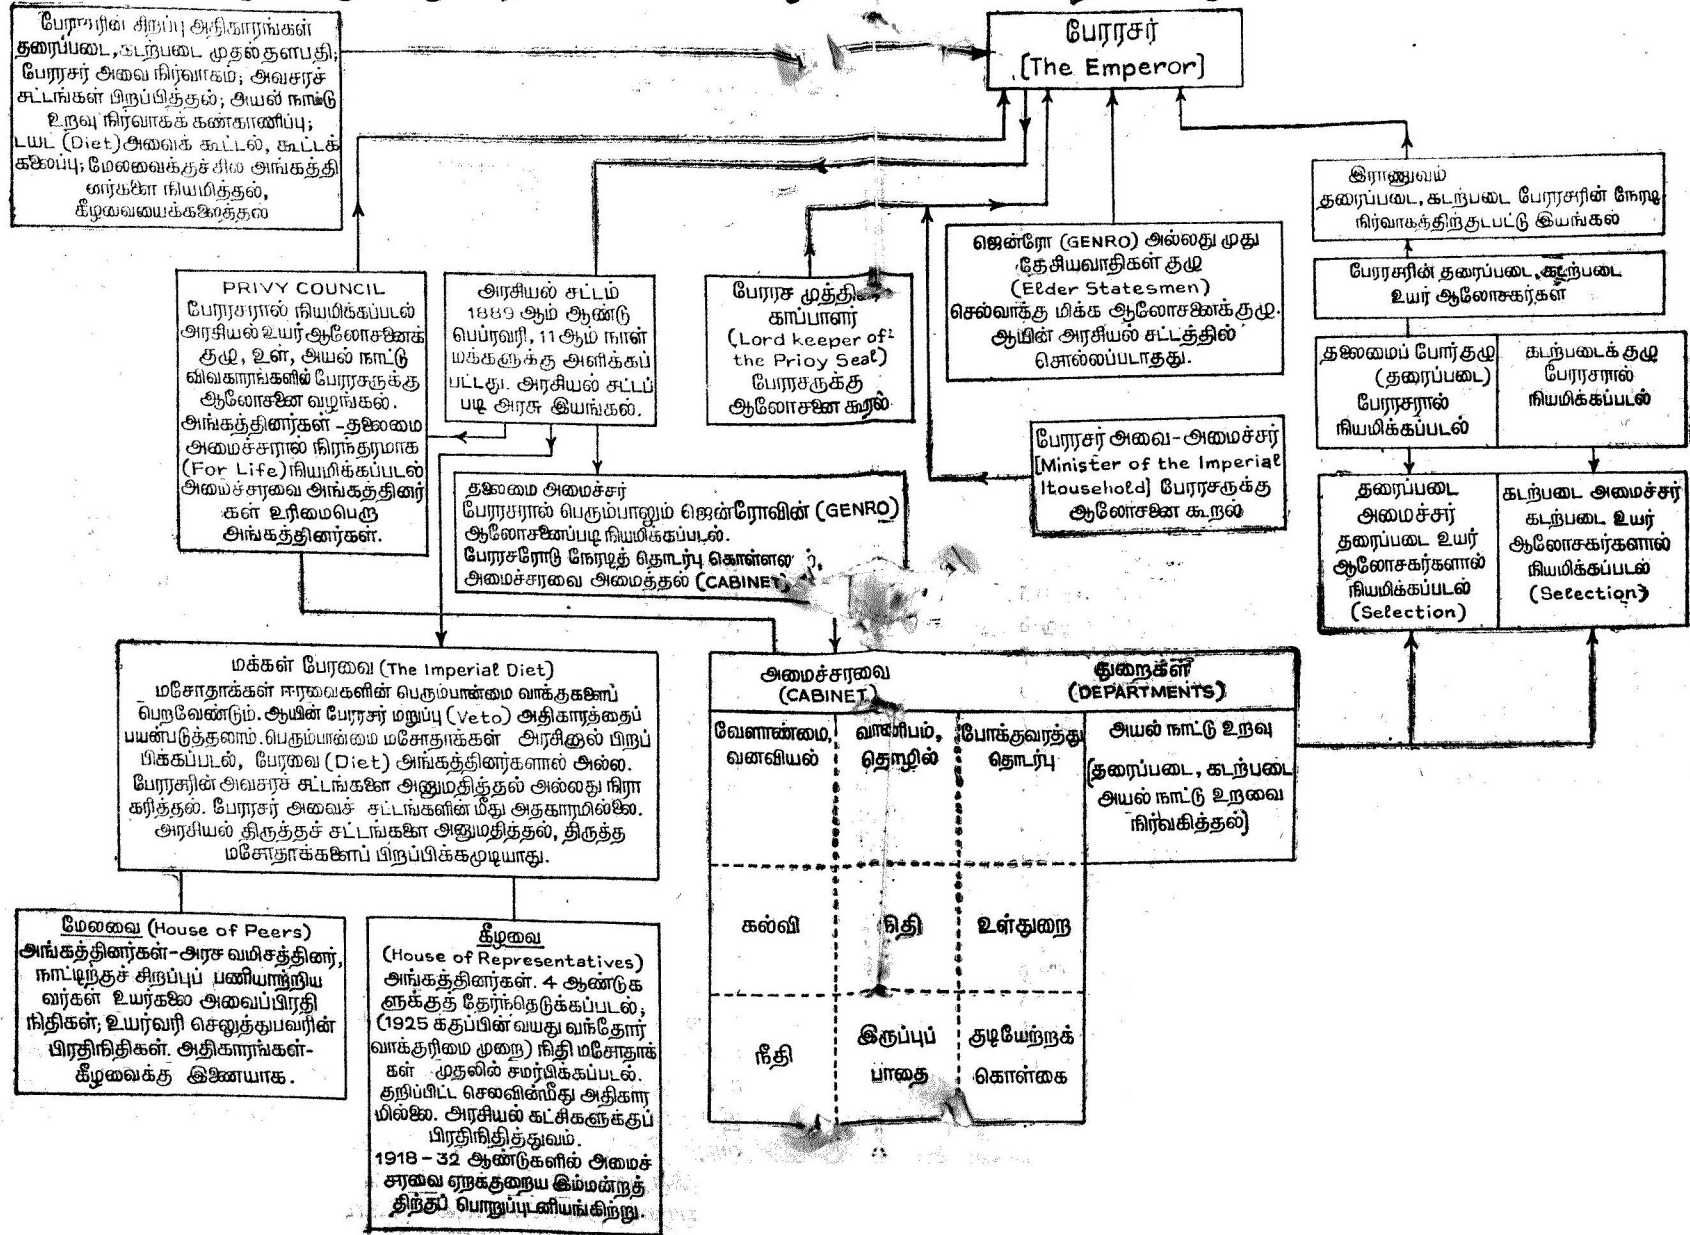 பேரரசரின் சிறப்பு அதிகாரங்கள்
தரைப்படை, கடற்படை முதல் தளபதி;
பேரரசர் அவை நிர்வாகம்; அவசரச்
சட்டங்கள் பிறப்பித்தல்; அயல் நாட்டு
உறவு நிர்வாகக் கண்காணிப்பு;
டயட் (Diet) அவைக் கூட்டல், கூட்டக்
கலைப்பு; மேலவைக்குச் சில அங்கத்தி
னர்களை நியமித்தல்,
கீழவையைக்கலைத்தல்
பேரரசர்
[The Emperor]
இராணுவம்
தரைப்படை, கடற்படை பேரரசரின் நேரடி
நிர்வாகத்திற்குடபட்டு இயங்கல்
பேரரசரின் தரைப்படை, கடற்படை
உயர் ஆலோசகர்கள்
தலைமைப் போர்குழு
(தரைப்படை)
பேரரசரால்
நியமிக்கப்படல்
கடற்படைக் குழு
பேரரசரால்
நியமிக்கப்படல்
தரைப்படை
அமைச்சர்
தரைப்படை உயர்
ஆலோசகர்களால்
நியமிக்கப்படல்
(Selection)
கடற்படை அமைச்சர்
கடற்படை உயர்
ஆலோசகர்களால்
நியமிக்கப்படல்
(Selection)
PRIVY COUNCIL
பேரரசரால் நியமிக்கப்படல்
அரசியல் உயர் ஆலோசனைக்
குழு, உள், அயல் நாட்டு
விவகாரங்களில் பேரரசருக்கு
ஆலோசனை வழங்கல்.
அங்கத்தினர்கள் - தலைமை
அமைச்சரால் நிரந்தரமாக
(For Life) நியமிக்கப்படல்
அமைச்சரவை அங்கத்தினர்
கள் உரிமைபெரு
அங்கத்தினர்கள்.
அரசியல் சட்டம்
1889 ஆம் ஆண்டு
பெப்ரவரி, 11 ஆம் நாள்
மக்களுக்கு அளிக்கப்
பட்டது. அரசியல் சட்டப்
படி அரசு இயங்கல்.
பேரரச
காப்பாளர்
(Lord keeper of
the Prioy Seal)
பேரரசருக்கு
ஆலோசனை கூறல்
ஜென்ரோ (GENRO) அல்லது முது
தேசியவாதிகள் குழு
(Elder Statesmen)
செல்வாக்கு மிக்க ஆலோசனைக்குழு.
ஆயின் அரசியல் சட்டத்தில்
சொல்லப்படாதது.
பேரரசர் அவை - அமைச்சர்
[Minister of the Imperial
Itousehold] பேரரசருக்கு
ஆலோசனை கூறல்
தலைமை அமைச்சர்
பேரரசரால் பெரும்பாலும் ஜென்ரோவின் (GENRO)
ஆலோசனைப்படி நியமிக்கப்படல்.
பேரரசரோடு நேரடித் தொடர்பு
அமைச்சரவை அமைத்தல் (CABINET)
மக்கள் பேரவை (The Imperial Diet)
மசோதாக்கள் ஈரவைகளின் பெரும்பான்மை வாக்குகளைப்
பெறவேண்டும். ஆயின் பேரரசர் மறுப்பு (Veto) அதிகாரத்தைப்
பயன்படுத்தலாம். பெரும்பான்மை மசோதாக்கள் அரசினால் பிறப்
பிக்கப்படல், பேரவை (Diet) அங்கத்தினர்களால் அல்ல.
பேரரசரின் அவசரச் சட்டங்களை அனுமதித்தல் அல்லது நிரா
கரித்தல். பேரரசர் அவைச் சட்டங்களின் மீது அதகாரமில்லை.
அரசியல் திருத்தச் சட்டங்களை அனுமதித்தல், திருத்த
மசோதாக்களைப் பிறப்பிக்கமுடியாது.
மேலவை (House of Peers)
அங்கத்தினர்கள் - அரச வமிசத்தினர்,
நாட்டிற்குச் சிறப்புப் பணியாற்றிய
வர்கள் உயர்கலை அவைப்பிரதி
நிதிகள்; உயர்வரி செலுத்துபவரின்
பிரதிநிதிகள். அதிகாரங்கள்-
கீழவைக்கு இணையாக.
கீழவை
(House of Representatives)
அங்கத்தினர்கள். 4 ஆண்டுக
ளுக்குத் தேர்ந்தெடுக்கப்படல்;
(1925 க்குப்பின் வயது வந்தோர்
வாக்குரிமை முறை) நிதி மசோதாக்
கள் முதலில் சமர்பிக்கப்படல்.
குறிப்பிட்ட செலவின்மீது அதிகார
மில்லை. அரசியல் கட்சிகளுக்குப்
பிரதிநிதித்துவம்.
1918 - 32 ஆண்டுகளில் அமைச்
சரவை ஏறக்குறைய இம்மன்றத்
திற்குப் பொறுப்புடனியங்கிற்று.
அமைச்சரவை
(CABINET)
துறைகள்
(DEPARTMENTS)
வேளாண்மை,
வனவியல்
வாணிபம்,
தொழில்
போக்குவரத்து
தொடர்பு
அயல் நாட்டு உறவு
(தரைப்படை, கடற்படை
அயல் நாட்டு உறவை
நிர்வகித்தல்)
கல்வி
நிதி
உள்துறை
நீதி
இருப்புப்
பாதை
குடியேற்றக்
கொள்கை